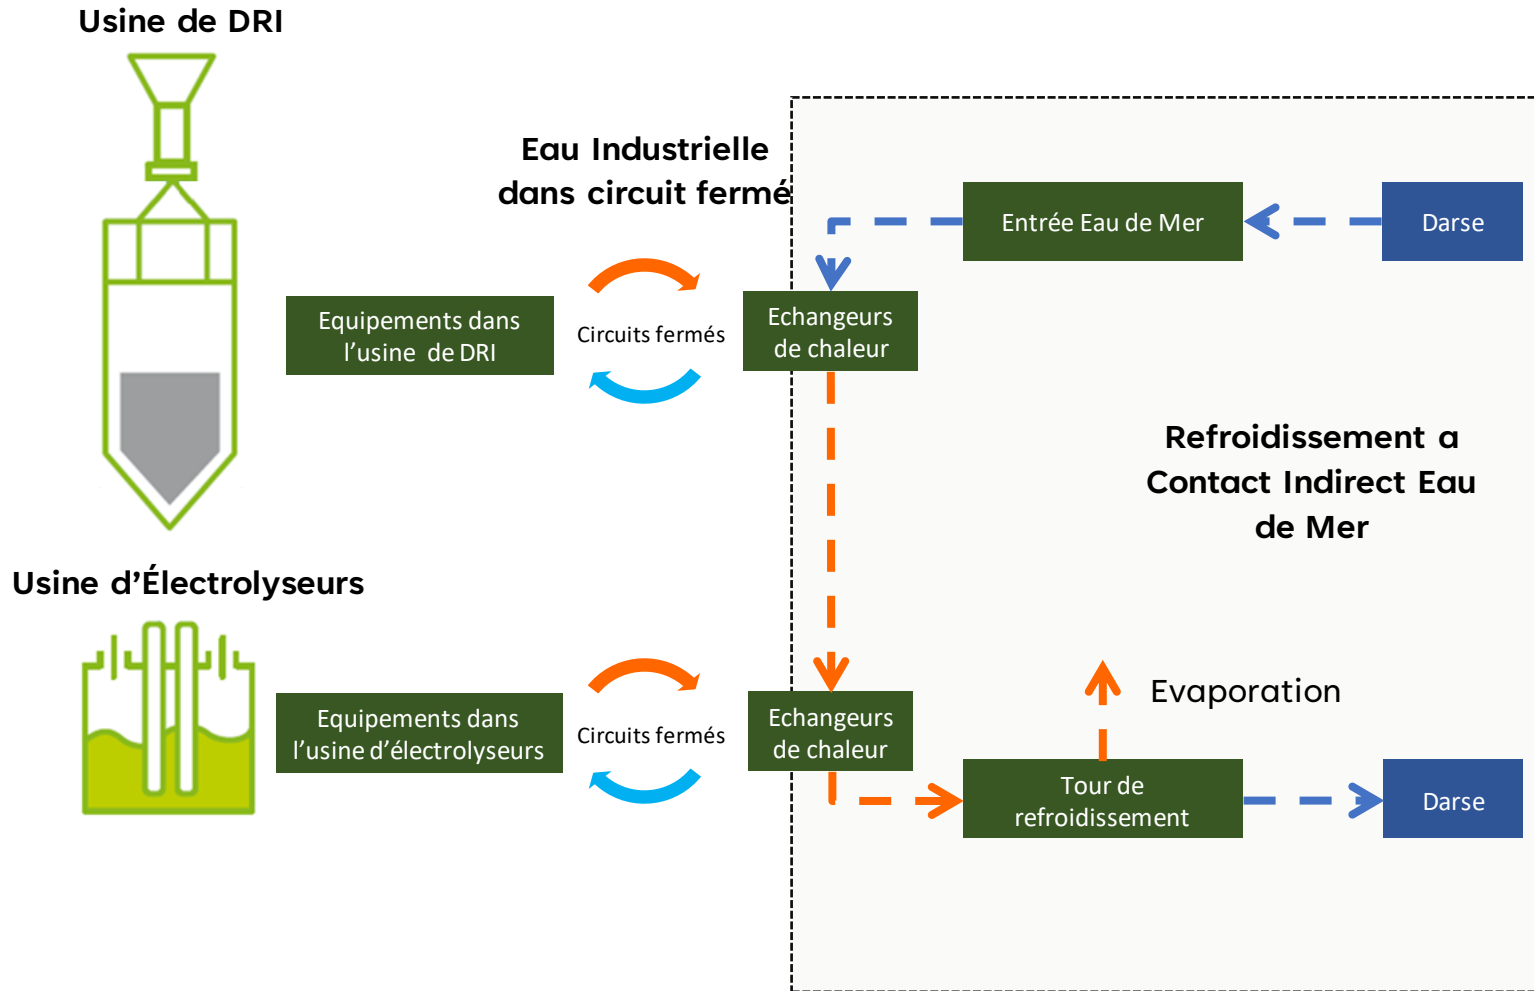 Usine de DRI
Eau Industrielle
dans circuit fermé
Entrée Eau de Mer
Darse
Equipements dans
l’usine de DRI
Circuits fermés
Echangeurs
de chaleur
Refroidissement a
Contact Indirect Eau
de Mer
Usine d’Électrolyseurs
Equipements dans
l’usine d’électrolyseurs
Circuits fermés
Echangeurs
de chaleur
Evaporation
Tour de
refroidissement
Darse